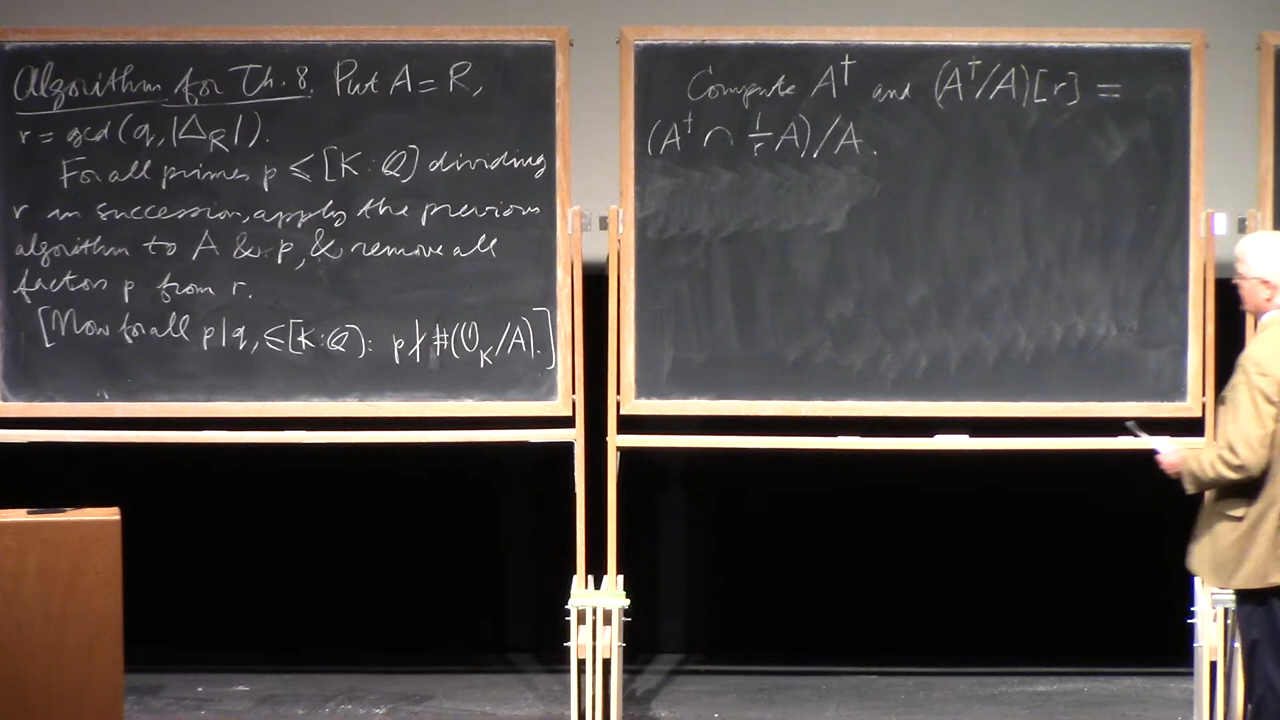 Algorithm for Th. 8. Put A = R,
r = gcd(q, |Δ_R|).
For all primes p ≤ [K : Q] dividing
r in succession, apply the previous
algorithm to A & p, & remove all
factors p from r.
[Now for all p|q, ≤ [K : Q) : p ∤ #(O_K/A).]
Compute A† and (A†/A)[r] =
(A† ∩ 1/r A)/A.